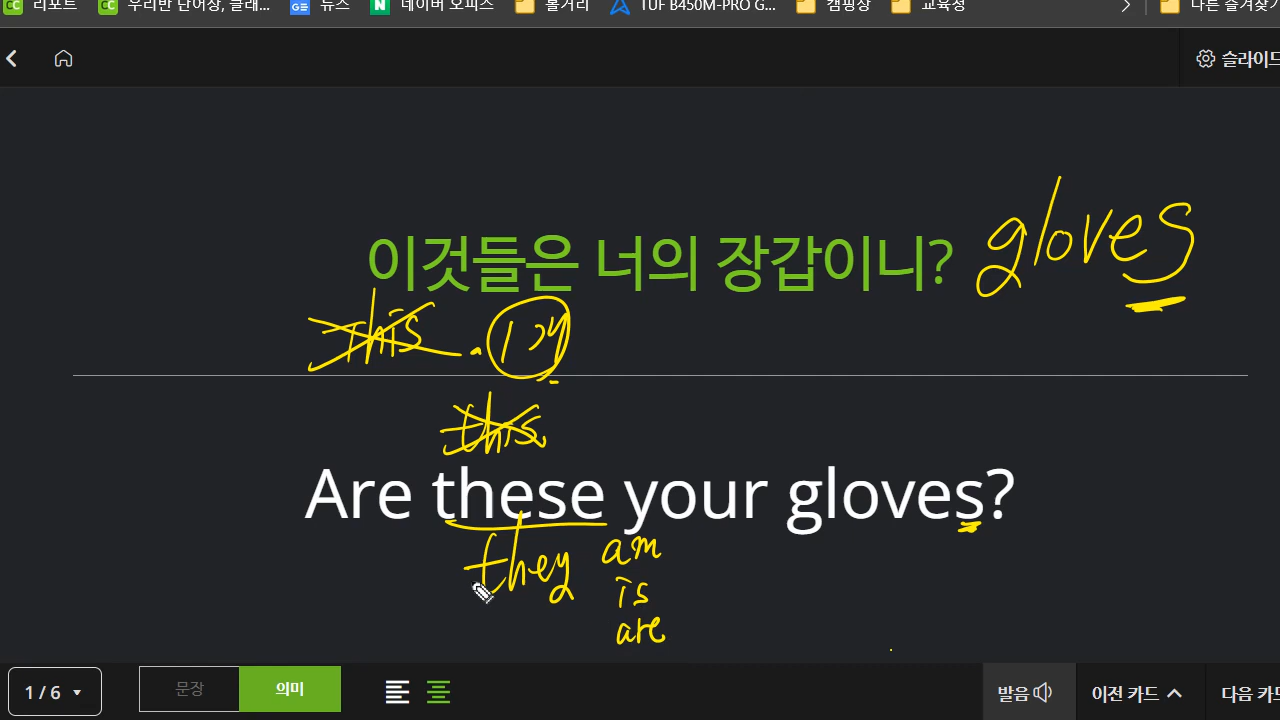 리포트 우리반 단어장, 클래... 뉴스 네이버 오피스 볼거리 TUF B450M-PRO G... 캠핑장 교육청 다른 즐겨찾기
슬라이드
gloves
이것들은 너의 장갑이니?
this
this
Are these your gloves?
they am
is
are
1 / 6 문장 의미 발음 이전 카드 다음 카드